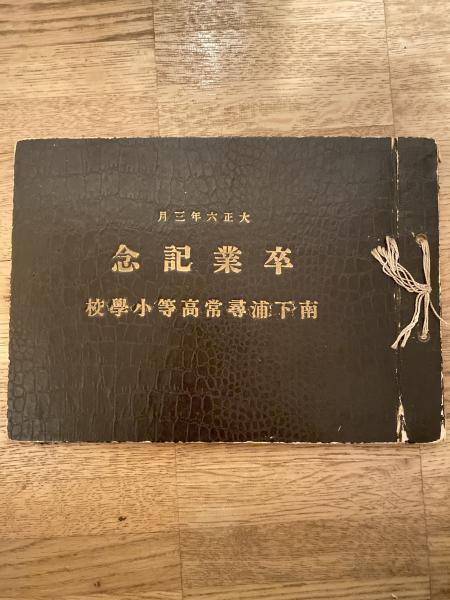 大正六年三月
卒業記念
南下浦尋常高等小學校